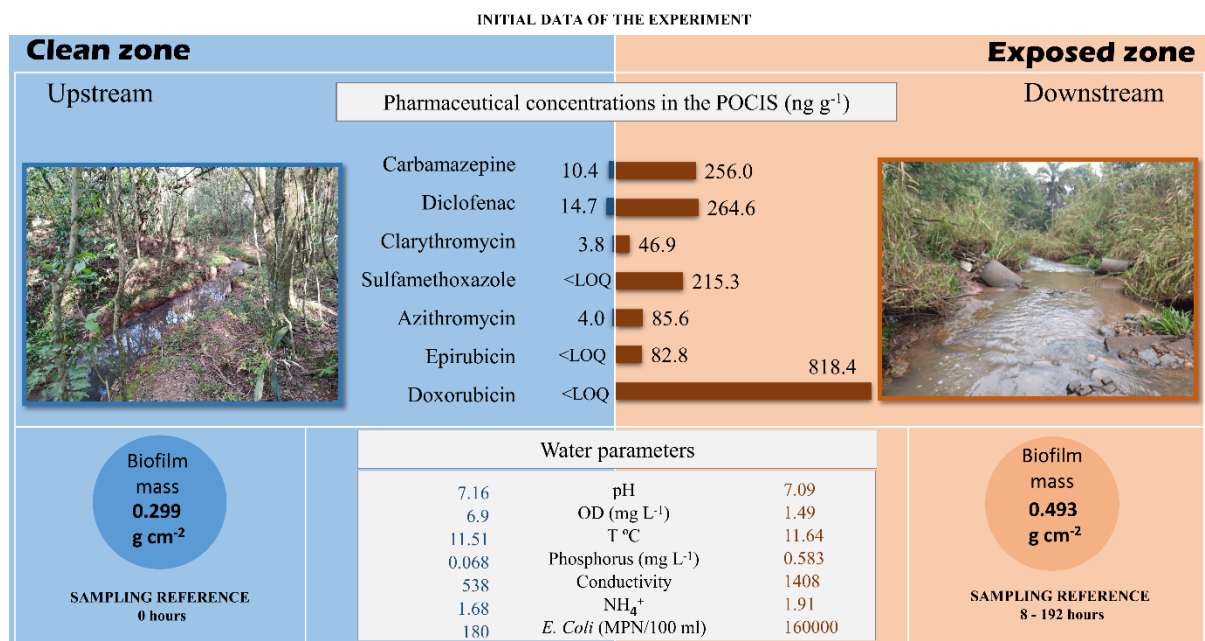 INITIAL DATA OF THE EXPERIMENT
Clean zone
Exposed zone
Upstream
Downstream
Pharmaceutical concentrations in the POCIS (ng g⁻¹)
Carbamazepine 10.4 256.0
Diclofenac 14.7 264.6
Clarythromycin 3.8 46.9
Sulfamethoxazole <LOQ 215.3
Azithromycin 4.0 85.6
Epirubicin <LOQ 82.8
Doxorubicin <LOQ 818.4
Biofilm
mass
0.299
g cm⁻²
SAMPLING REFERENCE
0 hours
Water parameters
7.16 pH 7.09
6.9 OD (mg L⁻¹) 1.49
11.51 T ºC 11.64
0.068 Phosphorus (mg L⁻¹) 0.583
538 Conductivity 1408
1.68 NH₄⁺ 1.91
180 E. Coli (MPN/100 ml) 160000
Biofilm
mass
0.493
g cm⁻²
SAMPLING REFERENCE
8 - 192 hours